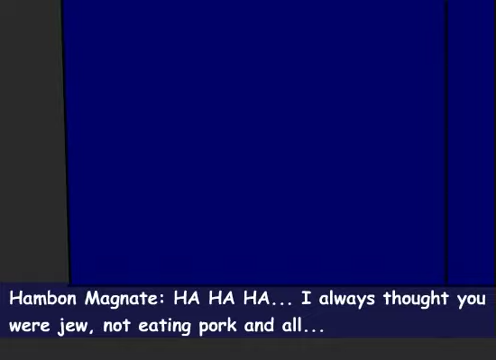 Hambon Magnate: HA HA HA... I always thought you
were jew, not eating pork and all...